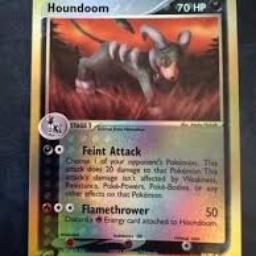 Houndoom
70 HP
STAGE 1
Feint Attack
Choose 1 of your opponent's Pokémon. This
attack does 20 damage to that Pokémon. This
attack's damage isn't affected by Weakness,
Resistance, Poké-Powers, Poké-Bodies, or any
other effects on that Pokémon.
Flamethrower 50
Discard a Energy card attached to Houndoom.